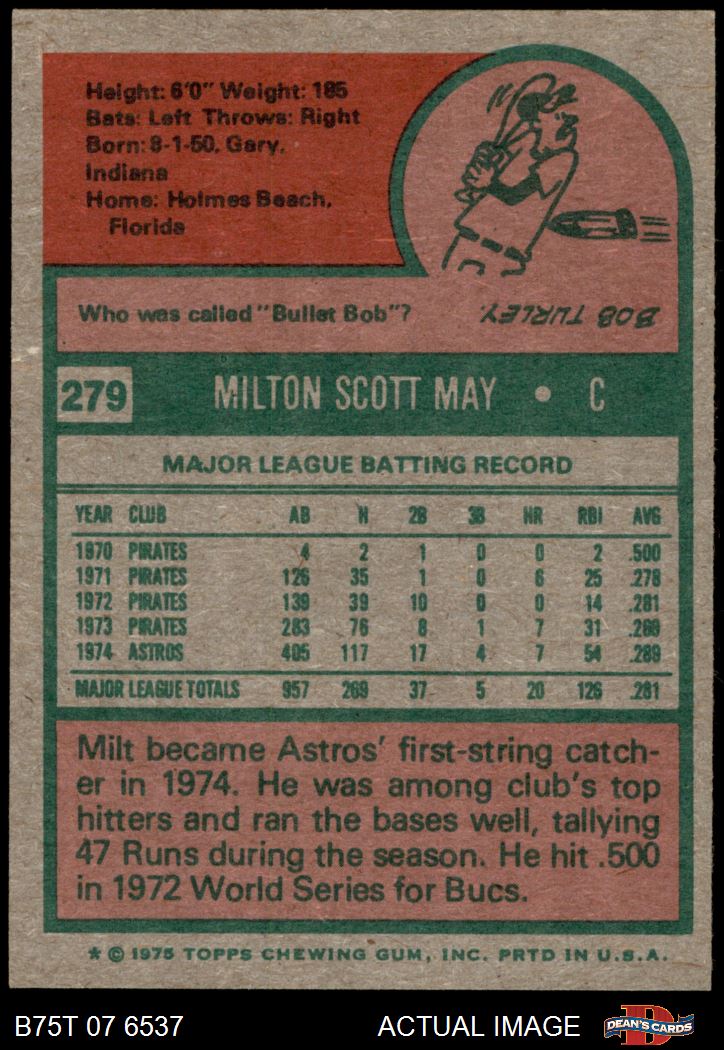 Height: 6'0" Weight: 185
Bats: Left Throws: Right
Born: 8-1-50, Gary,
Indiana
Home: Holmes Beach,
Florida
Who was called "Bullet Bob"?
BOB TURLEY.
279 MILTON SCOTT MAY • C
MAJOR LEAGUE BATTING RECORD
YEAR CLUB AB H 2B 3B HR RBI AVG
1970 PIRATES 4 2 1 0 0 2 .500
1971 PIRATES 126 35 1 0 6 25 .278
1972 PIRATES 139 39 10 0 0 14 .281
1973 PIRATES 283 76 8 1 7 31 .269
1974 ASTROS 405 117 17 4 7 54 .289
MAJOR LEAGUE TOTALS 957 269 37 5 20 126 .281
Milt became Astros' first-string catch-
er in 1974. He was among club's top
hitters and ran the bases well, tallying
47 Runs during the season. He hit .500
in 1972 World Series for Bucs.
* © 1975 TOPPS CHEWING GUM, INC. PRTD IN U.S.A.
B75T 07 6537 ACTUAL IMAGE D DEAN'S CARDS